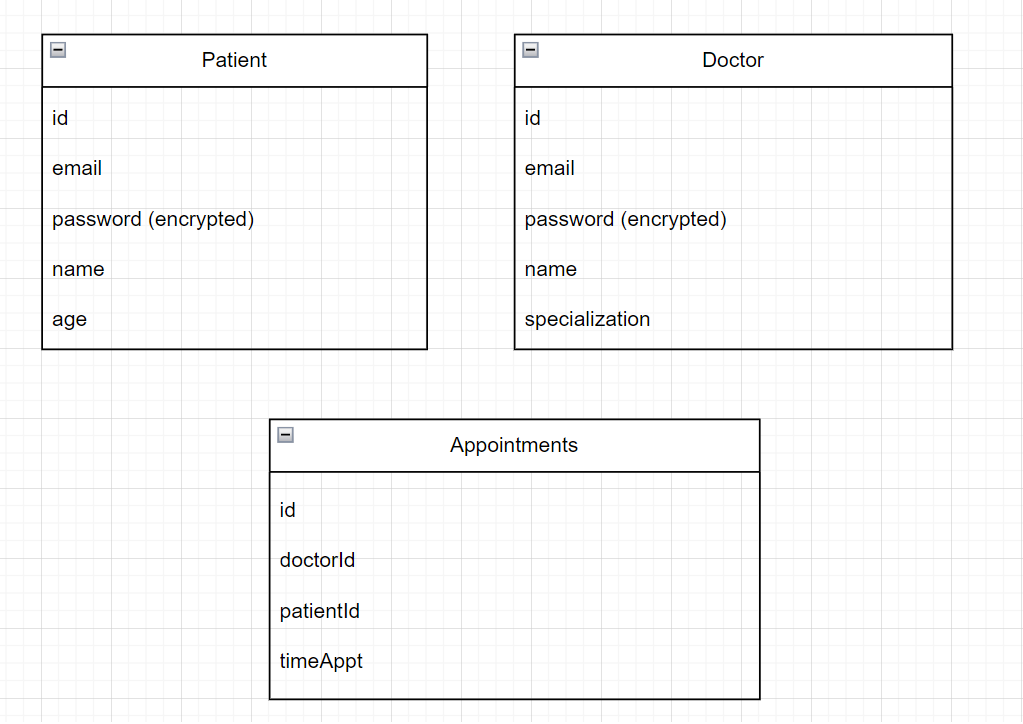 Patient
id
email
password (encrypted)
name
age
Doctor
id
email
password (encrypted)
name
specialization
Appointments
id
doctorId
patientId
timeAppt